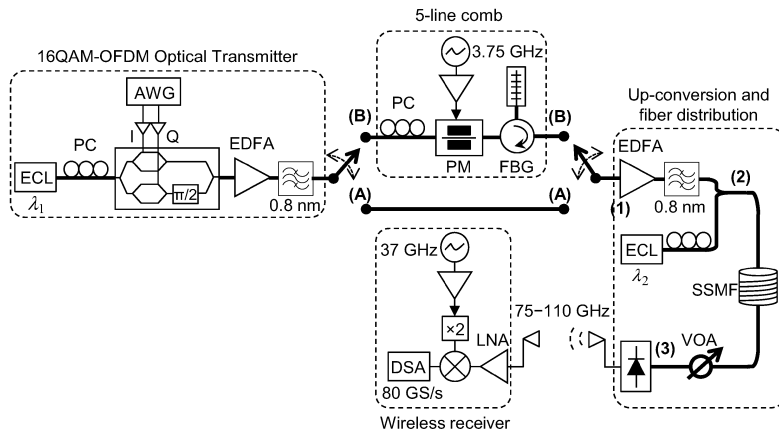 5-line comb
16QAM-OFDM Optical Transmitter
3.75 GHz
AWG
PC
(B)
(B)
Up-conversion and
fiber distribution
I
Q
PC
EDFA
EDFA
ECL
λ1
π/2
0.8 nm
PM
FBG
(A)
(A)
(1)
0.8 nm
(2)
37 GHz
ECL
λ2
SSMF
×2
LNA
75−110 GHz
DSA
80 GS/s
(3)
VOA
Wireless receiver